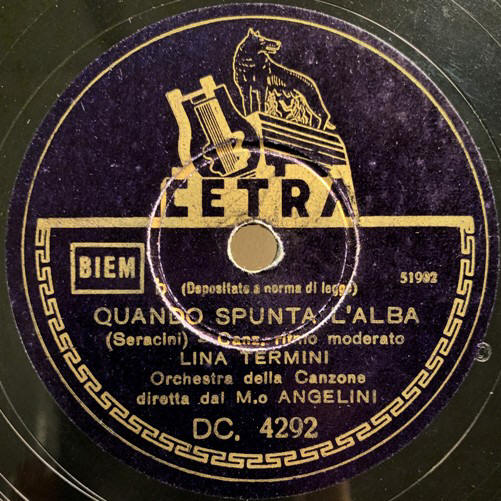 CETRA
BIEM
(Depositato a norma di legge)
51992
QUANDO SPUNTA L'ALBA
(Seracini) - Canz. ritmo moderato
LINA TERMINI
Orchestra della Canzone
diretta dal M.o ANGELINI
DC. 4292